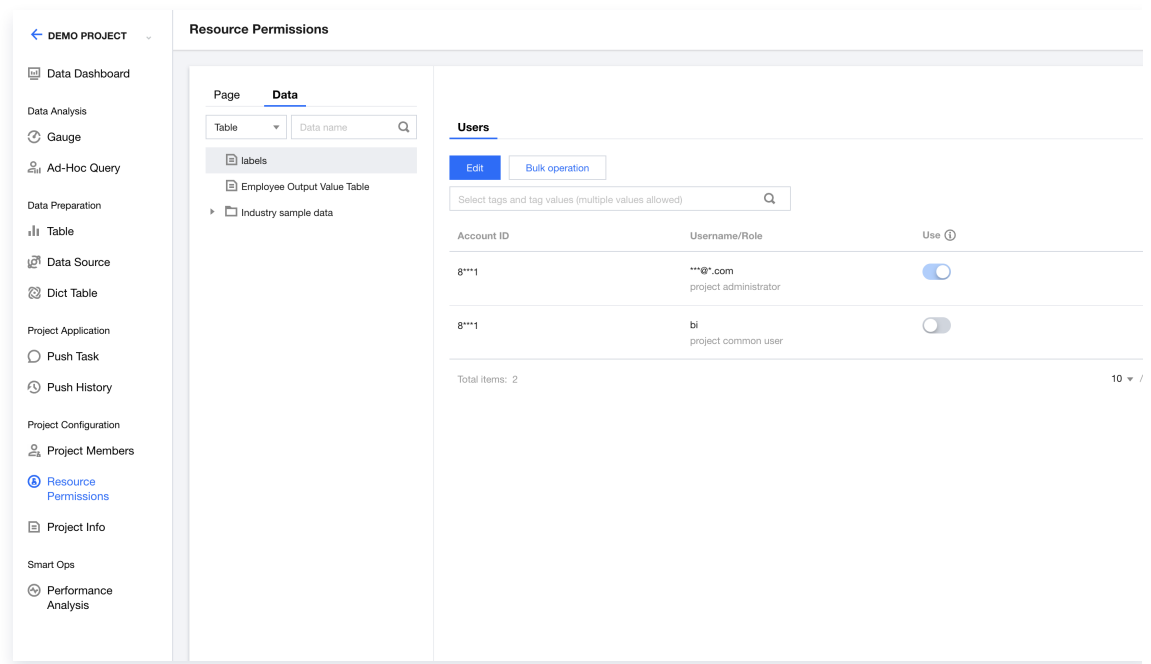 DEMO PROJECT
Data Dashboard
Data Analysis
Gauge
Ad-Hoc Query
Data Preparation
Table
Data Source
Dict Table
Project Application
Push Task
Push History
Project Configuration
Project Members
Resource
Permissions
Project Info
Smart Ops
Performance
Analysis
Resource Permissions
Page Data
Table Data name
labels
Employee Output Value Table
Industry sample data
Users
Edit Bulk operation
Select tags and tag values (multiple values allowed)
Account ID Username/Role Use
8***1 ***@*.com
project administrator
8***1 bi
project common user
Total items: 2 10 /